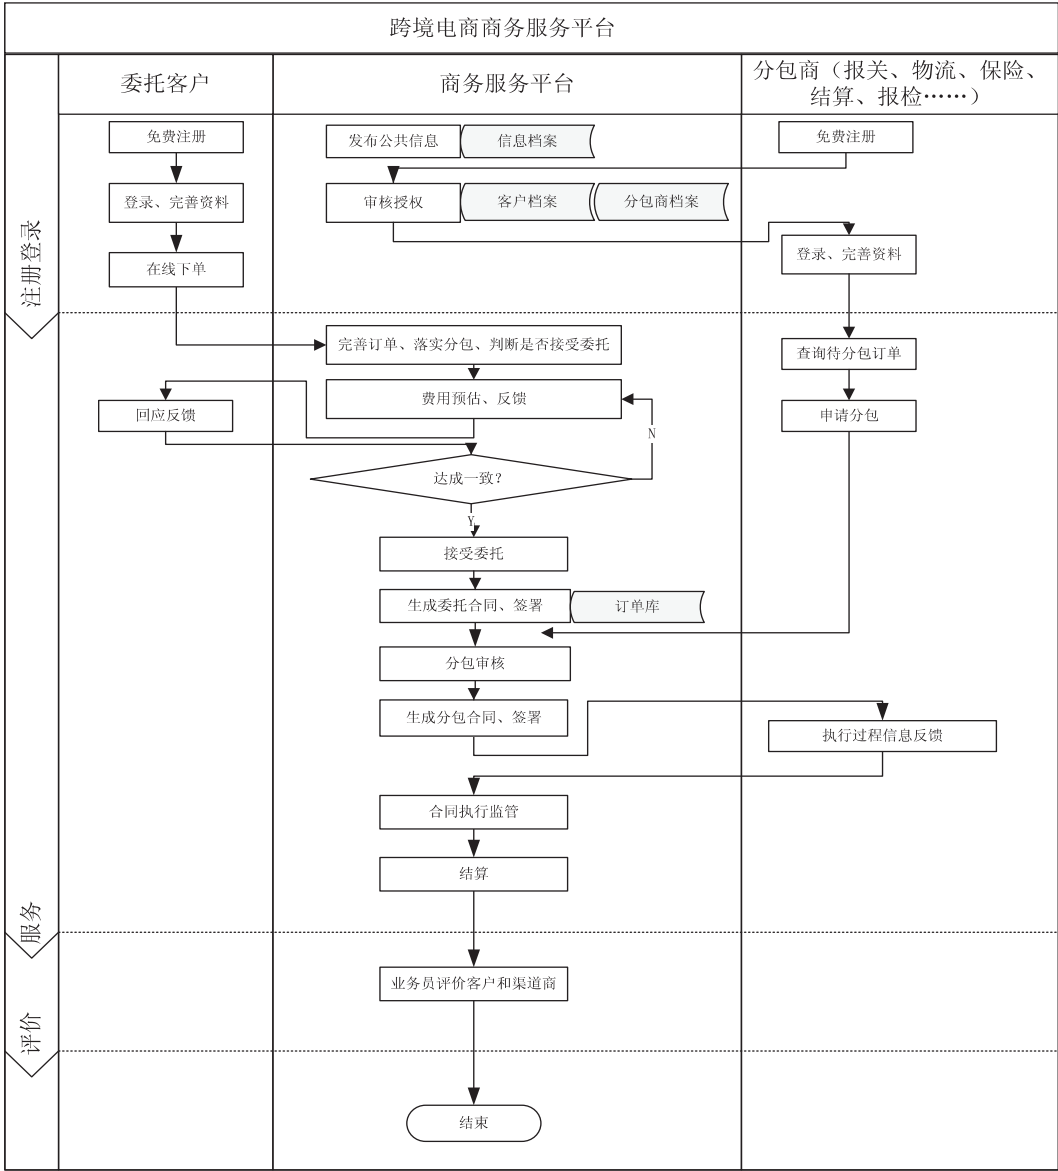 跨境电商商务服务平台
委托客户
商务服务平台
分包商（报关、物流、保险、
结算、报检……）
注册登录
免费注册
发布公共信息
信息档案
免费注册
登录、完善资料
审核授权
客户档案
分包商档案
登录、完善资料
在线下单
完善订单、落实分包、判断是否接受委托
查询待分包订单
费用预估、反馈
回应反馈
申请分包
N
达成一致？
Y
接受委托
生成委托合同、签署
订单库
分包审核
生成分包合同、签署
执行过程信息反馈
合同执行监管
结算
服务
业务员评价客户和渠道商
评价
结束